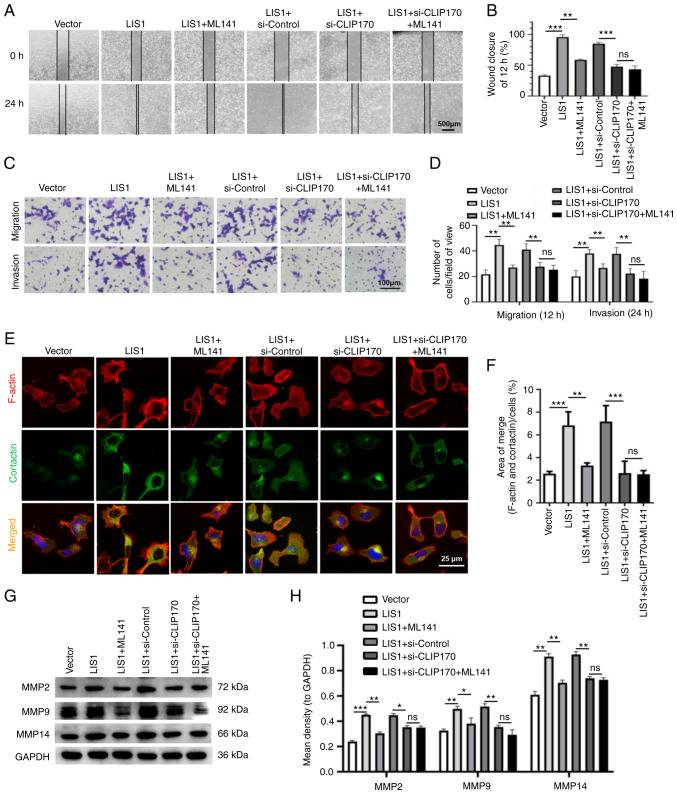 A
Vector
LIS1
LIS1+ML141
LIS1+
si-Control
LIS1+
si-CLIP170
LIS1+si-CLIP170
+ML141
0 h
24 h
500μm
B
Wound closure
of 12 h (%)
150
100
50
0
*** ** *** ns
Vector
LIS1
LIS1+ML141
LIS1+si-Control
LIS1+si-CLIP170
LIS1+si-CLIP170+
ML141
C
Vector
LIS1
LIS1+
ML141
LIS1+
si-Control
LIS1+
si-CLIP170
LIS1+si-CLIP170
+ML141
Migration
Invasion
100μm
D
Vector
LIS1
LIS1+ML141
LIS1+si-Control
LIS1+si-CLIP170
LIS1+si-CLIP170+ML141
Number of
cells/field of view
60
40
20
0
** ** ** ns
** ** ** ns
Migration (12 h)
Invasion (24 h)
E
Vector
LIS1
LIS1+
ML141
LIS1+
si-Control
LIS1+
si-CLIP170
LIS1+si-CLIP170
+ML141
F-actin
Cortactin
Merged
25 μm
F
Area of merge
(F-actin and cortactin)/cells (%)
10
8
6
4
2
0
*** ** *** ns
Vector
LIS1
LIS1+ML141
LIS1+si-Control
LIS1+si-CLIP170
LIS1+si-CLIP170+ML141
G
Vector
LIS1
LIS1+ML141
LIS1+si-Control
LIS1+si-CLIP170
LIS1+si-CLIP170+
ML141
MMP2 72 kDa
MMP9 92 kDa
MMP14 66 kDa
GAPDH 36 kDa
H
Vector
LIS1
LIS1+ML141
LIS1+si-Control
LIS1+si-CLIP170
LIS1+si-CLIP170+ML141
Mean density (to GAPDH)
1.0
0.8
0.6
0.4
0.2
0.0
*** ** * ns
** * ** ns
** ** ** ns
MMP2
MMP9
MMP14